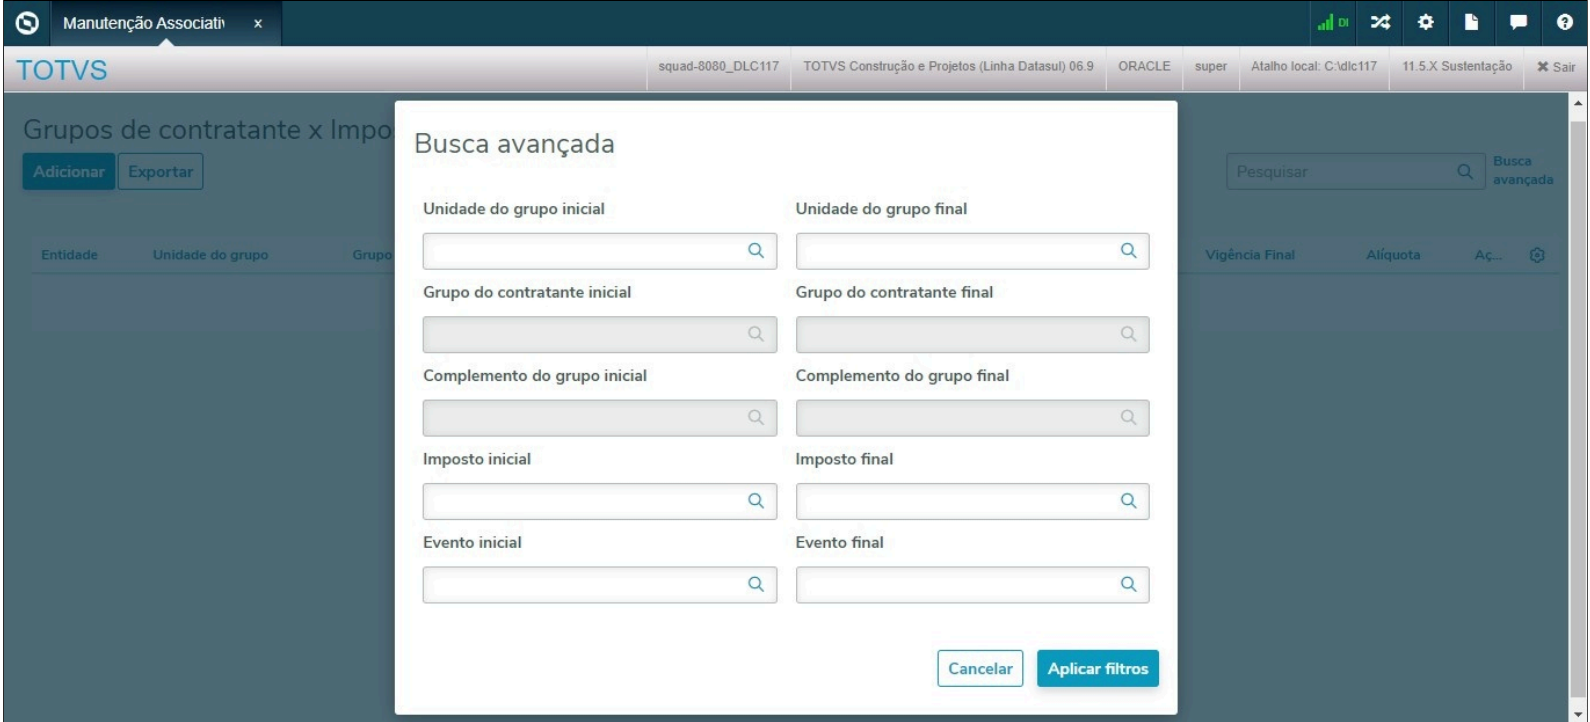 Manutenção Associativ x
DI
TOTVS
squad-8080_DLC117 TOTVS Construção e Projetos (Linha Datasul) 06.9 ORACLE super Atalho local: C:\dlc117 11.5.X Sustentação ✖ Sair
Grupos de contratante x Impo
Adicionar Exportar
Pesquisar
Busca avançada
Entidade Unidade do grupo Grupo Vigência Final Alíquota Aç...
Busca avançada
Unidade do grupo inicial Unidade do grupo final
Grupo do contratante inicial Grupo do contratante final
Complemento do grupo inicial Complemento do grupo final
Imposto inicial Imposto final
Evento inicial Evento final
Cancelar Aplicar filtros